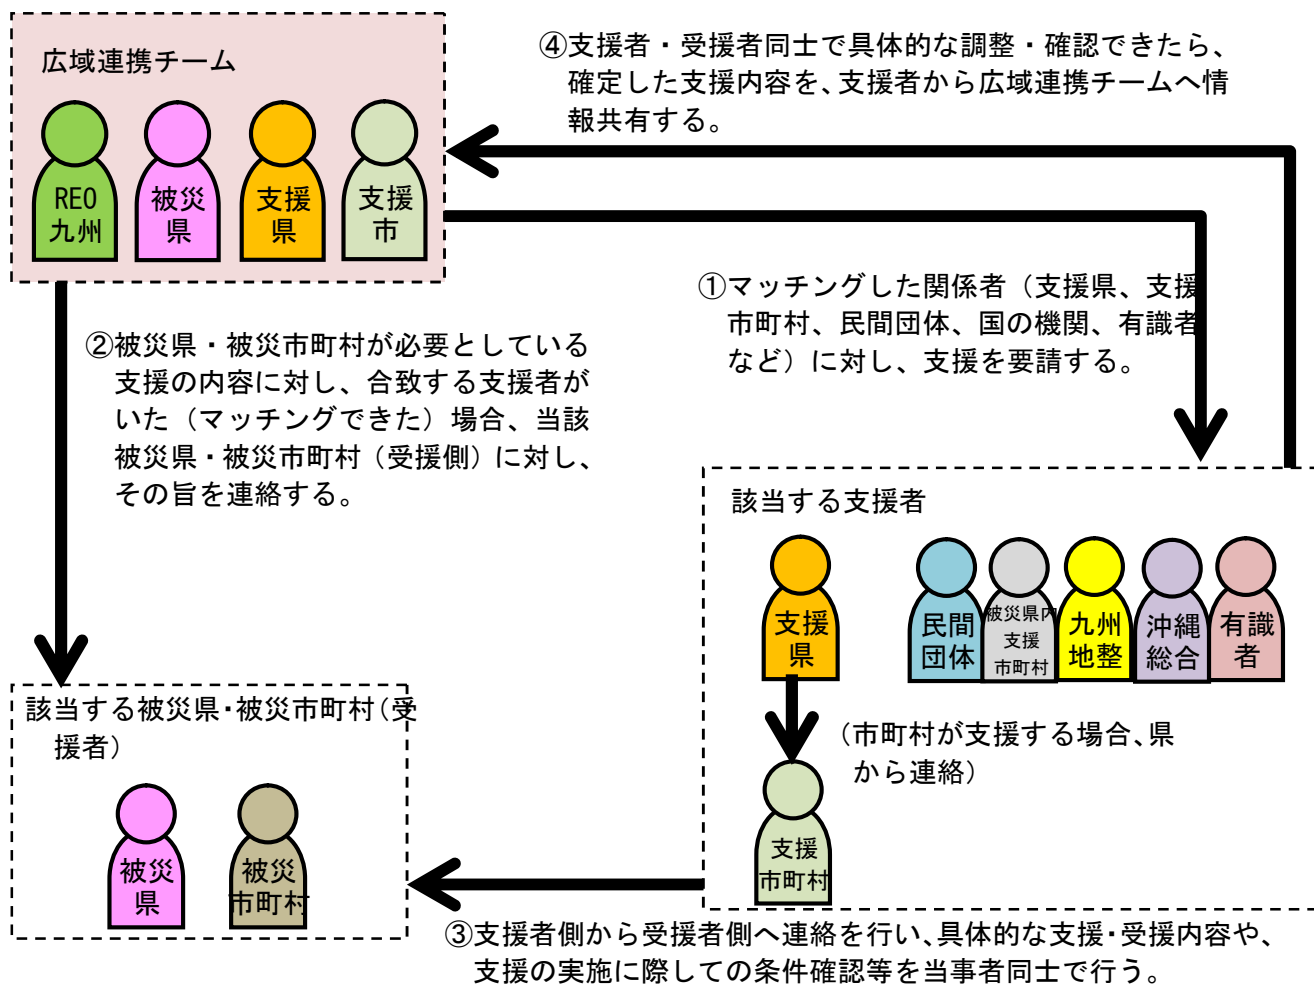 広域連携チーム
REO
九州
被災
県
支援
県
支援
市
④支援者・受援者同士で具体的な調整・確認できたら、
確定した支援内容を、支援者から広域連携チームへ情
報共有する。
①マッチングした関係者（支援県、支援
市町村、民間団体、国の機関、有識者
など）に対し、支援を要請する。
②被災県・被災市町村が必要としている
支援の内容に対し、合致する支援者が
いた（マッチングできた）場合、当該
被災県・被災市町村（受援側）に対し、
その旨を連絡する。
該当する支援者
支援
県
民間
団体
被災県内
支援
市町村
九州
地整
沖縄
総合
有識
者
（市町村が支援する場合、県
から連絡）
支援
市町村
該当する被災県・被災市町村（受
援者）
被災
県
被災
市町村
③支援者側から受援者側へ連絡を行い、具体的な支援・受援内容や、
支援の実施に際しての条件確認等を当事者同士で行う。